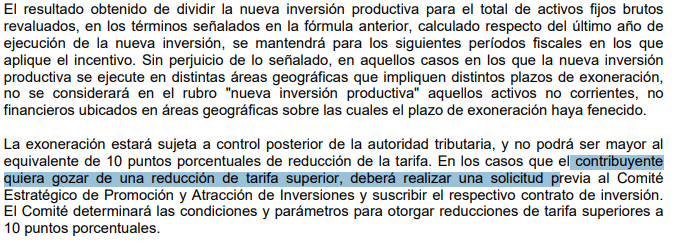 El resultado obtenido de dividir la nueva inversión productiva para el total de activos fijos brutos
revaluados, en los términos señalados en la fórmula anterior, calculado respecto del último año de
ejecución de la nueva inversión, se mantendrá para los siguientes períodos fiscales en los que
aplique el incentivo. Sin perjuicio de lo señalado, en aquellos casos en los que la nueva inversión
productiva se ejecute en distintas áreas geográficas que impliquen distintos plazos de exoneración,
no se considerará en el rubro "nueva inversión productiva" aquellos activos no corrientes, no
financieros ubicados en áreas geográficas sobre las cuales el plazo de exoneración haya fenecido.
La exoneración estará sujeta a control posterior de la autoridad tributaria, y no podrá ser mayor al
equivalente de 10 puntos porcentuales de reducción de la tarifa. En los casos que el contribuyente
quiera gozar de una reducción de tarifa superior, deberá realizar una solicitud previa al Comité
Estratégico de Promoción y Atracción de Inversiones y suscribir el respectivo contrato de inversión.
El Comité determinará las condiciones y parámetros para otorgar reducciones de tarifa superiores a
10 puntos porcentuales.